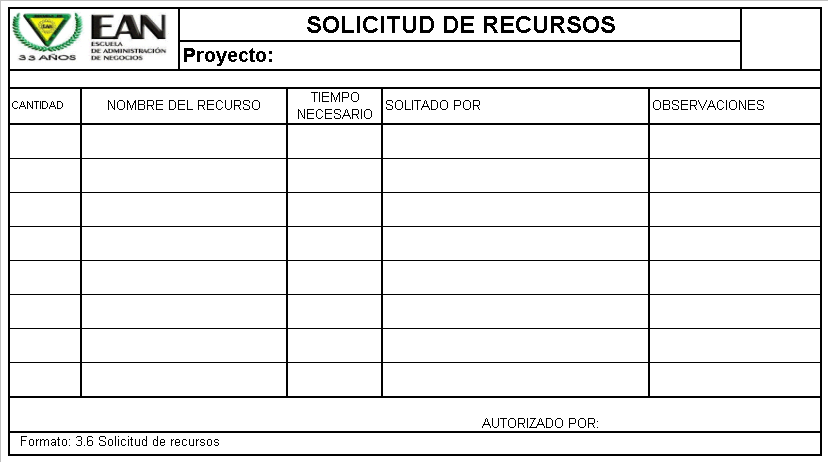 EAN
ESCUELA
DE ADMINISTRACIÓN
DE NEGOCIOS
33 AÑOS
SOLICITUD DE RECURSOS
Proyecto:
CANTIDAD
NOMBRE DEL RECURSO
TIEMPO
NECESARIO
SOLITADO POR
OBSERVACIONES
AUTORIZADO POR:
Formato: 3.6 Solicitud de recursos